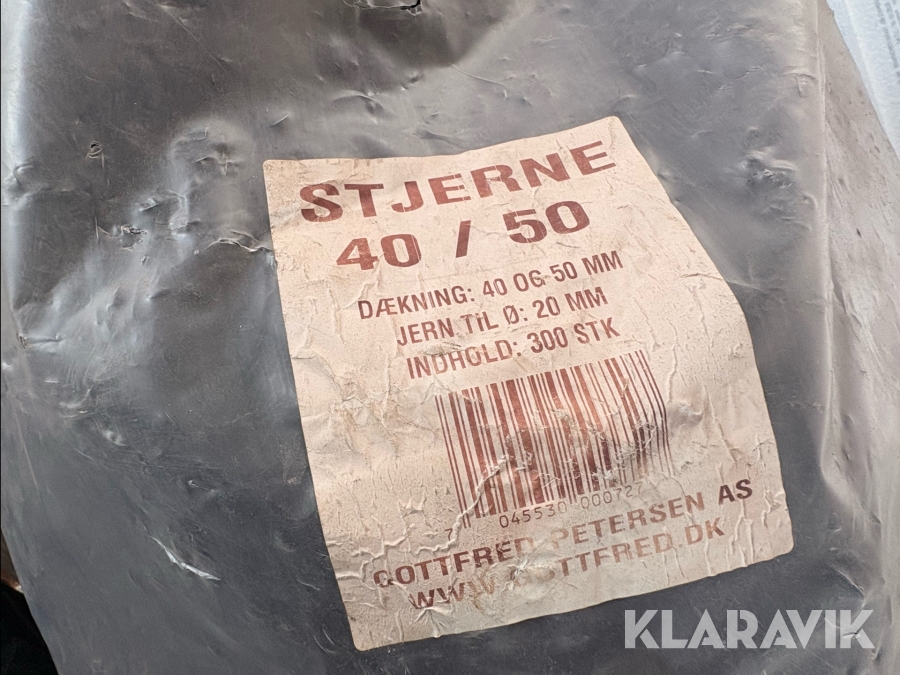 STJERNE
40 / 50
DÆKNING: 40 OG 50 MM
JERN TIL Ø: 20 MM
INDHOLD: 300 STK
7 045530 000727
GOTTFRED PETERSEN AS
WWW.GOTTFRED.DK
KLARAVIK